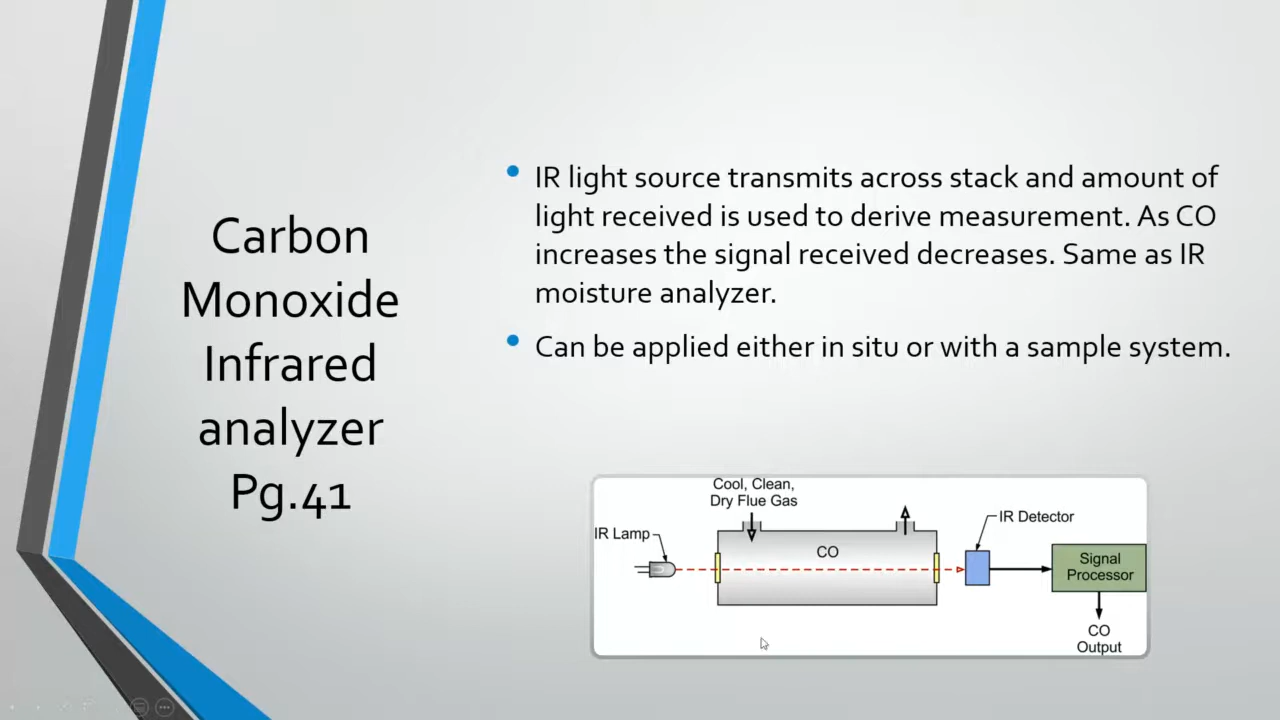 Carbon
Monoxide
Infrared
analyzer
Pg.41
IR light source transmits across stack and amount of
light received is used to derive measurement. As CO
increases the signal received decreases. Same as IR
moisture analyzer.
Can be applied either in situ or with a sample system.
Cool, Clean,
Dry Flue Gas
IR Lamp
CO
IR Detector
Signal
Processor
CO
Output